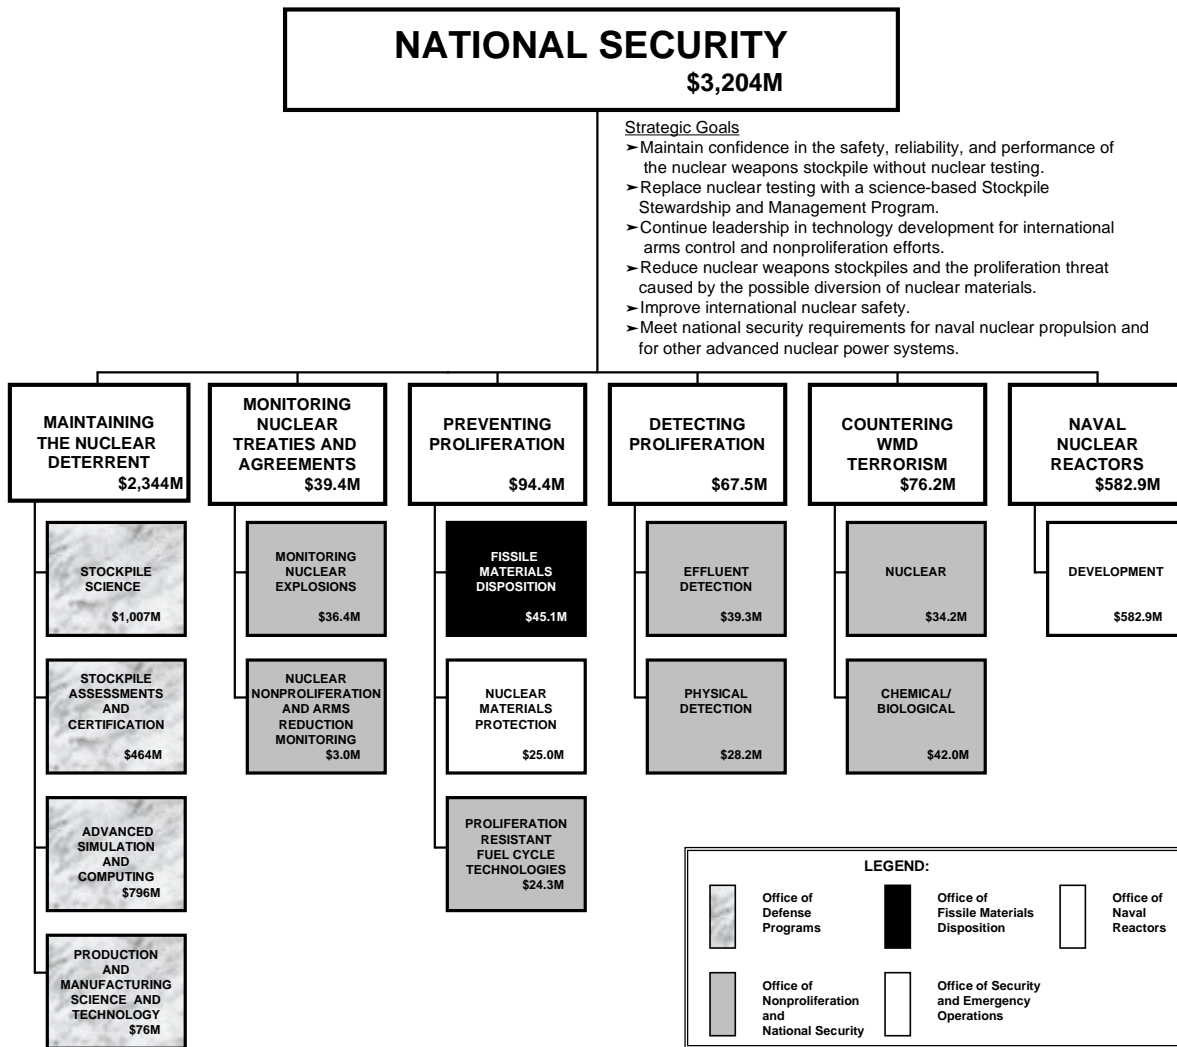 NATIONAL SECURITY
$3,204M
Strategic Goals
➢Maintain confidence in the safety, reliability, and performance of
the nuclear weapons stockpile without nuclear testing.
➢Replace nuclear testing with a science-based Stockpile
Stewardship and Management Program.
➢Continue leadership in technology development for international
arms control and nonproliferation efforts.
➢Reduce nuclear weapons stockpiles and the proliferation threat
caused by the possible diversion of nuclear materials.
➢Improve international nuclear safety.
➢Meet national security requirements for naval nuclear propulsion and
for other advanced nuclear power systems.
MAINTAINING
THE NUCLEAR
DETERRENT
$2,344M
MONITORING
NUCLEAR
TREATIES AND
AGREEMENTS
$39.4M
PREVENTING
PROLIFERATION
$94.4M
DETECTING
PROLIFERATION
$67.5M
COUNTERING
WMD
TERRORISM
$76.2M
NAVAL
NUCLEAR
REACTORS
$582.9M
STOCKPILE
SCIENCE
$1,007M
MONITORING
NUCLEAR
EXPLOSIONS
$36.4M
FISSILE
MATERIALS
DISPOSITION
$45.1M
EFFLUENT
DETECTION
$39.3M
NUCLEAR
$34.2M
DEVELOPMENT
$582.9M
STOCKPILE
ASSESSMENTS
AND
CERTIFICATION
$464M
NUCLEAR
NONPROLIFERATION
AND ARMS
REDUCTION
MONITORING
$3.0M
NUCLEAR
MATERIALS
PROTECTION
$25.0M
PHYSICAL
DETECTION
$28.2M
CHEMICAL/
BIOLOGICAL
$42.0M
ADVANCED
SIMULATION
AND
COMPUTING
$796M
PROLIFERATION
RESISTANT
FUEL CYCLE
TECHNOLOGIES
$24.3M
PRODUCTION
AND
MANUFACTURING
SCIENCE AND
TECHNOLOGY
$76M
LEGEND:
Office of
Defense
Programs
Office of
Fissile Materials
Disposition
Office of
Naval
Reactors
Office of
Nonproliferation
and
National Security
Office of Security
and Emergency
Operations